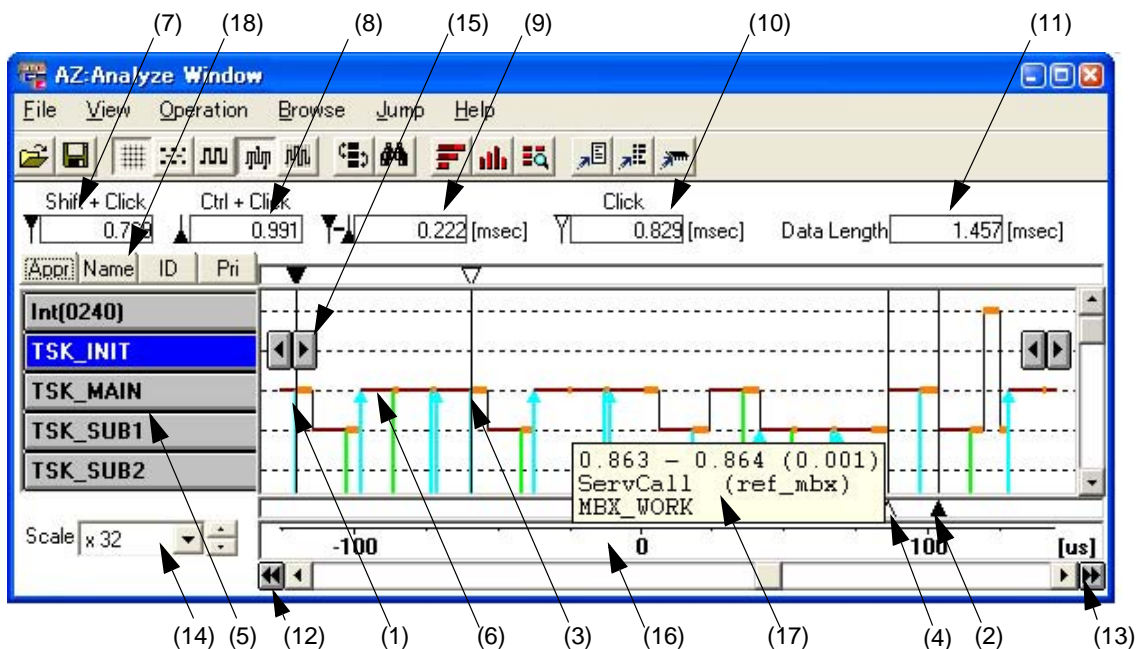 (7) (18) (8) (15) (9) (10) (11)
AZ:Analyze Window
File View Operation Browse Jump Help
Shift + Click Ctrl + Click Click
0.991 0.222 [msec] 0.829 [msec] Data Length 1.457 [msec]
Appr Name ID Pri
Int(0240)
TSK_INIT
TSK_MAIN
TSK_SUB1
TSK_SUB2
0.863 - 0.864 (0.001)
ServCall (ref_mbx)
MBX_WORK
Scale x 32
-100 0 100 [us]
(14) (5) (12) (1) (6) (3) (16) (17) (4) (2) (13)